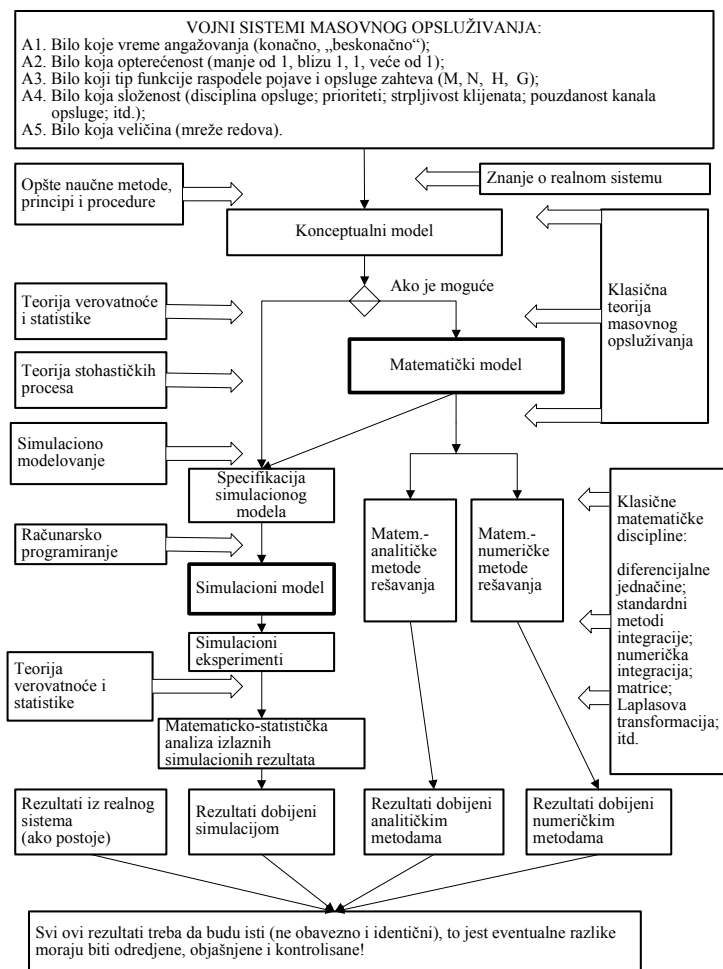 VOJNI SISTEMI MASOVNOG OPSLUŽIVANJA:
A1. Bilo koje vreme angažovanja (konačno, „beskonačno“);
A2. Bilo koja opterećenost (manje od 1, blizu 1, 1, veće od 1);
A3. Bilo koji tip funkcije raspodele pojave i opsluge zahteva (M, N, H, G);
A4. Bilo koja složenost (disciplina opsluge; prioriteti; strpljivost klijenata; pouzdanost kanala
opsluge; itd.);
A5. Bilo koja veličina (mreže redova).
Opšte naučne metode,
principi i procedure
Znanje o realnom sistemu
Konceptualni model
Ako je moguće
Teorija verovatnoće
i statistike
Klasična
teorija
masovnog
opsluživanja
Teorija stohastičkih
procesa
Matematički model
Simulaciono
modelovanje
Specifikacija
simulacionog
modela
Računarsko
programiranje
Matem.-
analitičke
metode
rešavanja
Matem.-
numeričke
metode
rešavanja
Klasične
matematičke
discipline:
diferencijalne
jednačine;
standardni
metodi
integracije;
numerička
integracija;
matrice;
Laplasova
transformacija;
itd.
Simulacioni model
Simulacioni
eksperimenti
Teorija
verovatnoće i
statistike
Matematicko-statistička
analiza izlaznih
simulacionih rezultata
Rezultati iz realnog
sistema
(ako postoje)
Rezultati dobijeni
simulacijom
Rezultati dobijeni
analitičkim
metodama
Rezultati dobijeni
numeričkim
metodama
Svi ovi rezultati treba da budu isti (ne obavezno i identični), to jest eventualne razlike
moraju biti odredjene, objašnjene i kontrolisane!